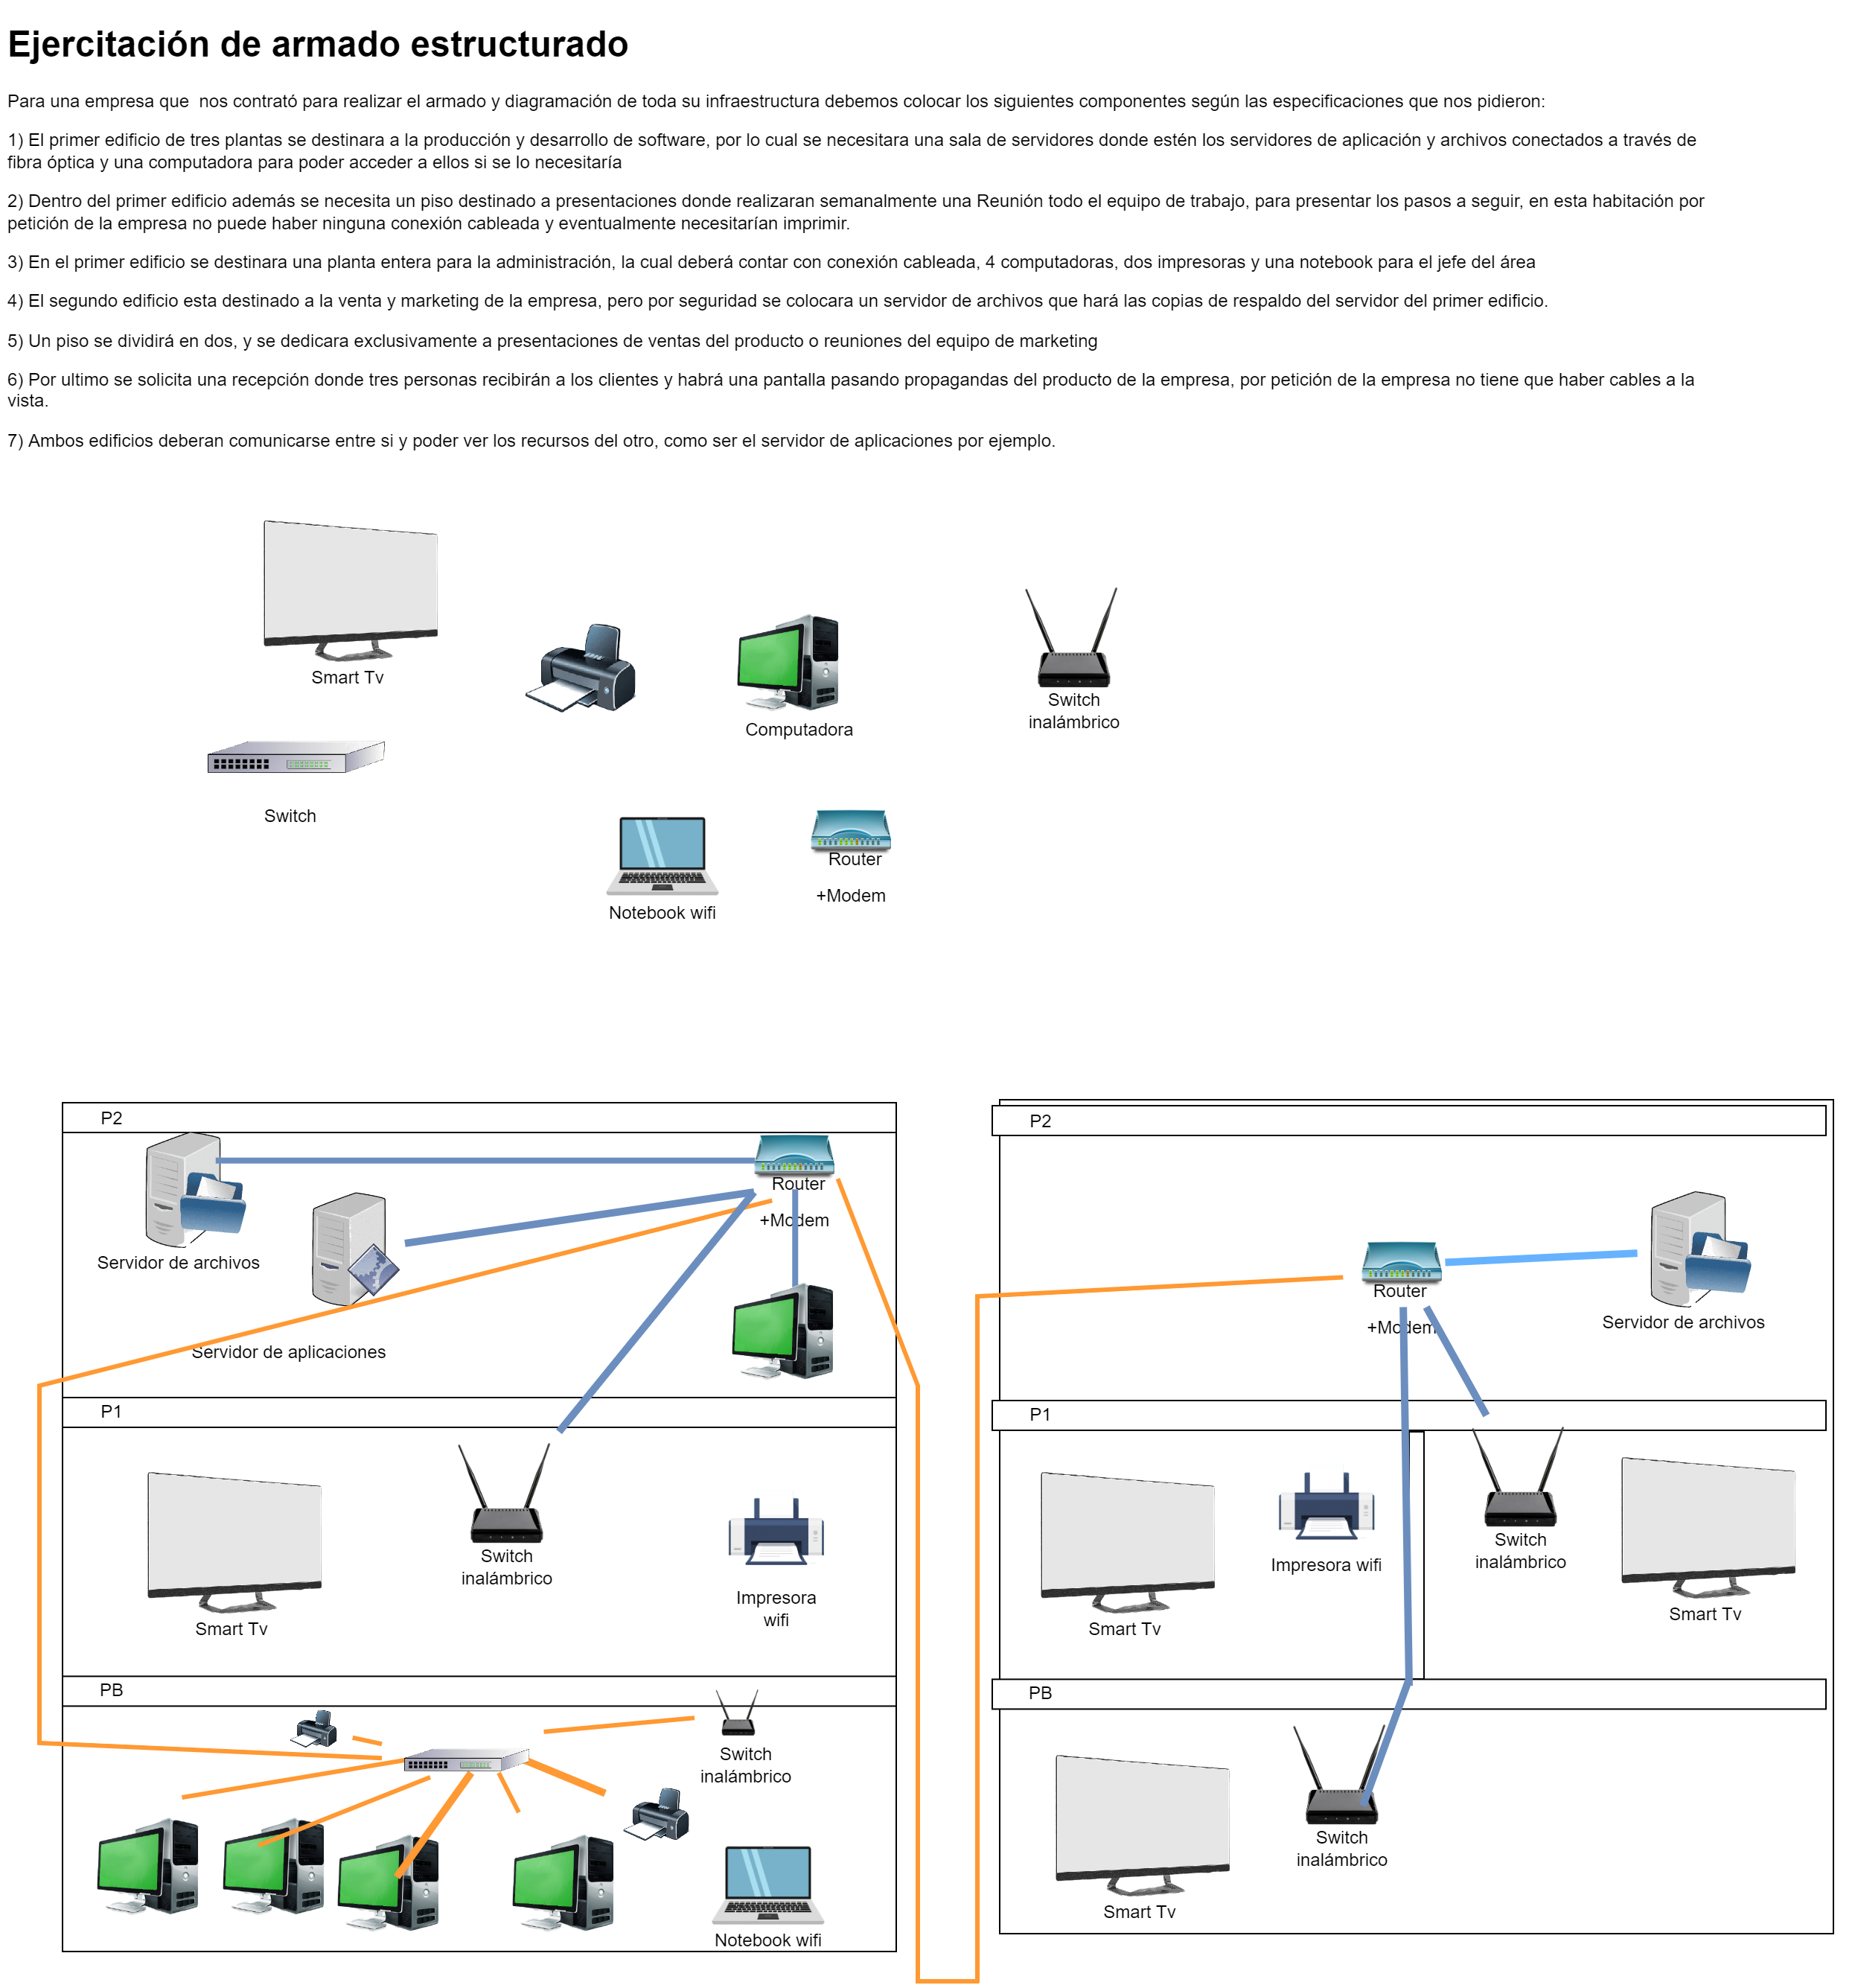 Ejercitación de armado estructurado
Para una empresa que  nos contrató para realizar el armado y diagramación de toda su infraestructura debemos colocar los siguientes componentes según las especificaciones que nos pidieron:
1) El primer edificio de tres plantas se destinara a la producción y desarrollo de software, por lo cual se necesitara una sala de servidores donde estén los servidores de aplicación y archivos conectados a través de
fibra óptica y una computadora para poder acceder a ellos si se lo necesitaría
2) Dentro del primer edificio además se necesita un piso destinado a presentaciones donde realizaran semanalmente una Reunión todo el equipo de trabajo, para presentar los pasos a seguir, en esta habitación por
petición de la empresa no puede haber ninguna conexión cableada y eventualmente necesitarían imprimir.
3) En el primer edificio se destinara una planta entera para la administración, la cual deberá contar con conexión cableada, 4 computadoras, dos impresoras y una notebook para el jefe del área
4) El segundo edificio esta destinado a la venta y marketing de la empresa, pero por seguridad se colocara un servidor de archivos que hará las copias de respaldo del servidor del primer edificio.
5) Un piso se dividirá en dos, y se dedicara exclusivamente a presentaciones de ventas del producto o reuniones del equipo de marketing
6) Por ultimo se solicita una recepción donde tres personas recibirán a los clientes y habrá una pantalla pasando propagandas del producto de la empresa, por petición de la empresa no tiene que haber cables a la
vista.
7) Ambos edificios deberan comunicarse entre si y poder ver los recursos del otro, como ser el servidor de aplicaciones por ejemplo.
Smart Tv
Computadora
Switch
inalámbrico
Switch
Notebook wifi
Router
+Modem
P2
Router
+Modem
Servidor de archivos
Servidor de aplicaciones
P1
Smart Tv
Switch
inalámbrico
Impresora
wifi
PB
Switch
inalámbrico
Notebook wifi
P2
Router
+Modem
Servidor de archivos
P1
Smart Tv
Impresora wifi
Switch
inalámbrico
Smart Tv
PB
Smart Tv
Switch
inalámbrico